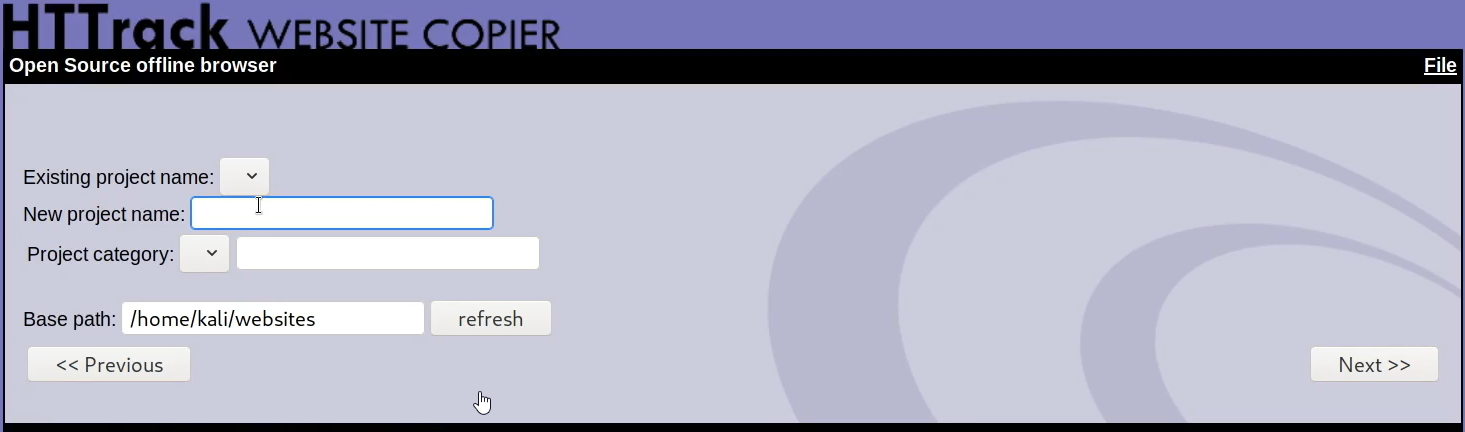 HTTrack WEBSITE COPIER
Open Source offline browser File
Existing project name:
New project name:
Project category:
Base path: /home/kali/websites refresh
<< Previous Next >>